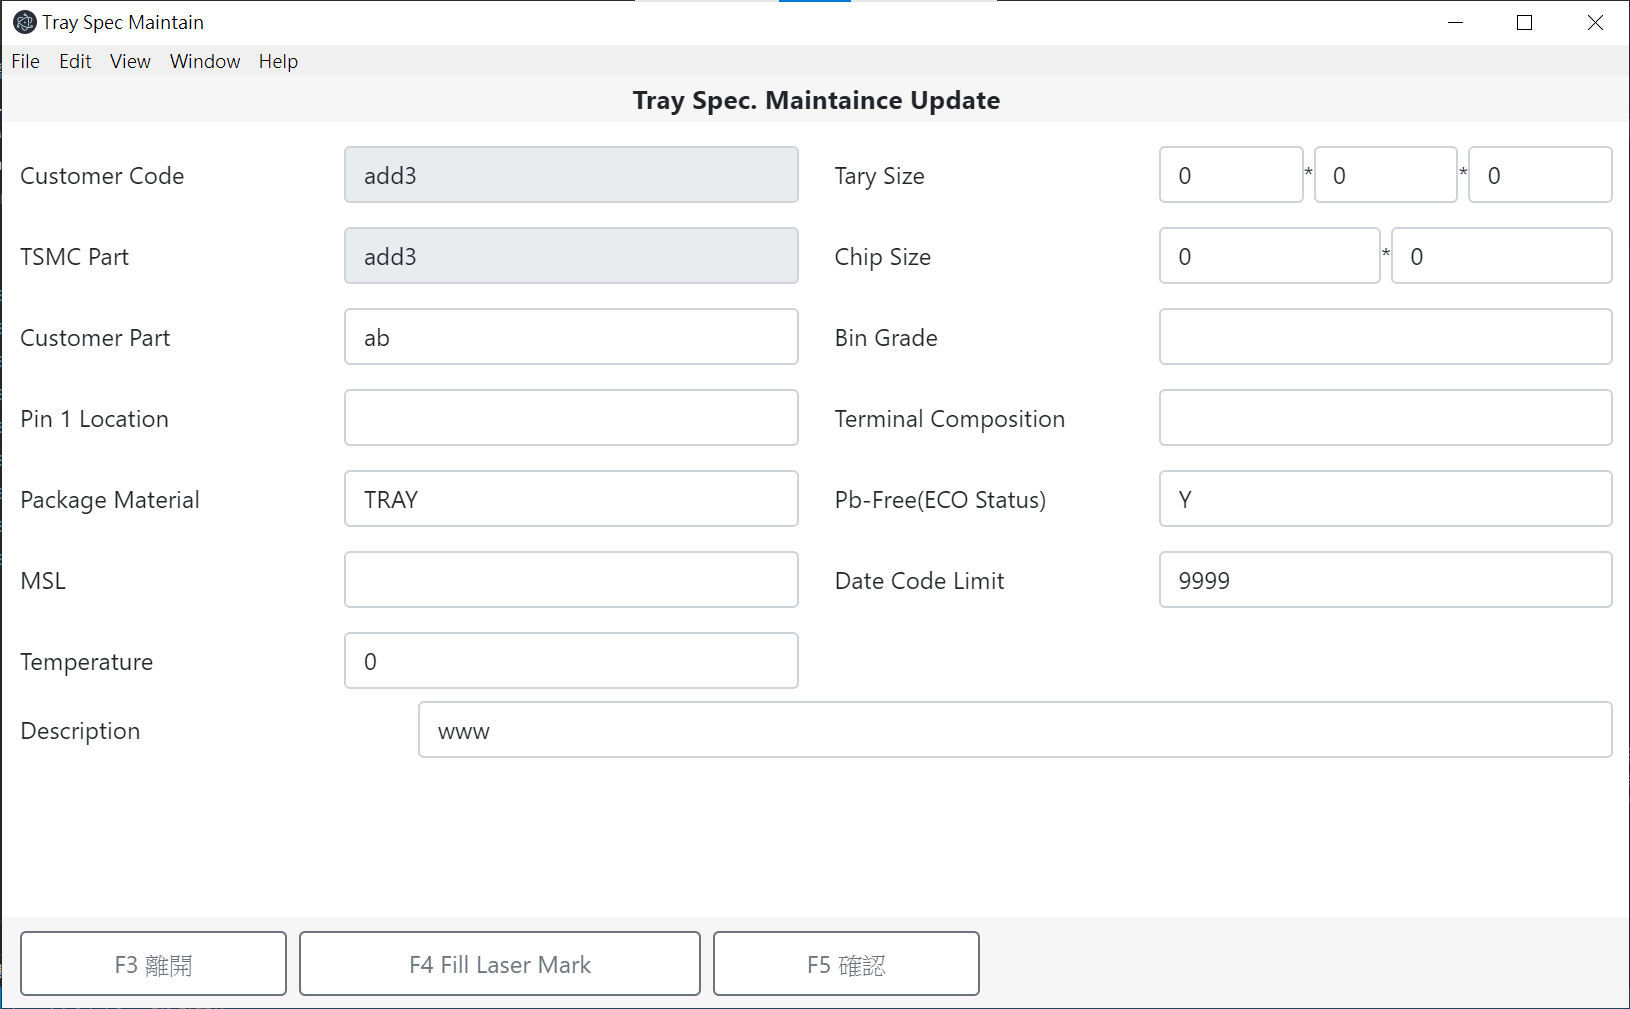 Tray Spec Maintain
File Edit View Window Help
Tray Spec. Maintaince Update
Customer Code add3 Tary Size 0 * 0 * 0
TSMC Part add3 Chip Size 0 * 0
Customer Part ab Bin Grade
Pin 1 Location Terminal Composition
Package Material TRAY Pb-Free(ECO Status) Y
MSL Date Code Limit 9999
Temperature 0
Description www
F3 離開 F4 Fill Laser Mark F5 確認